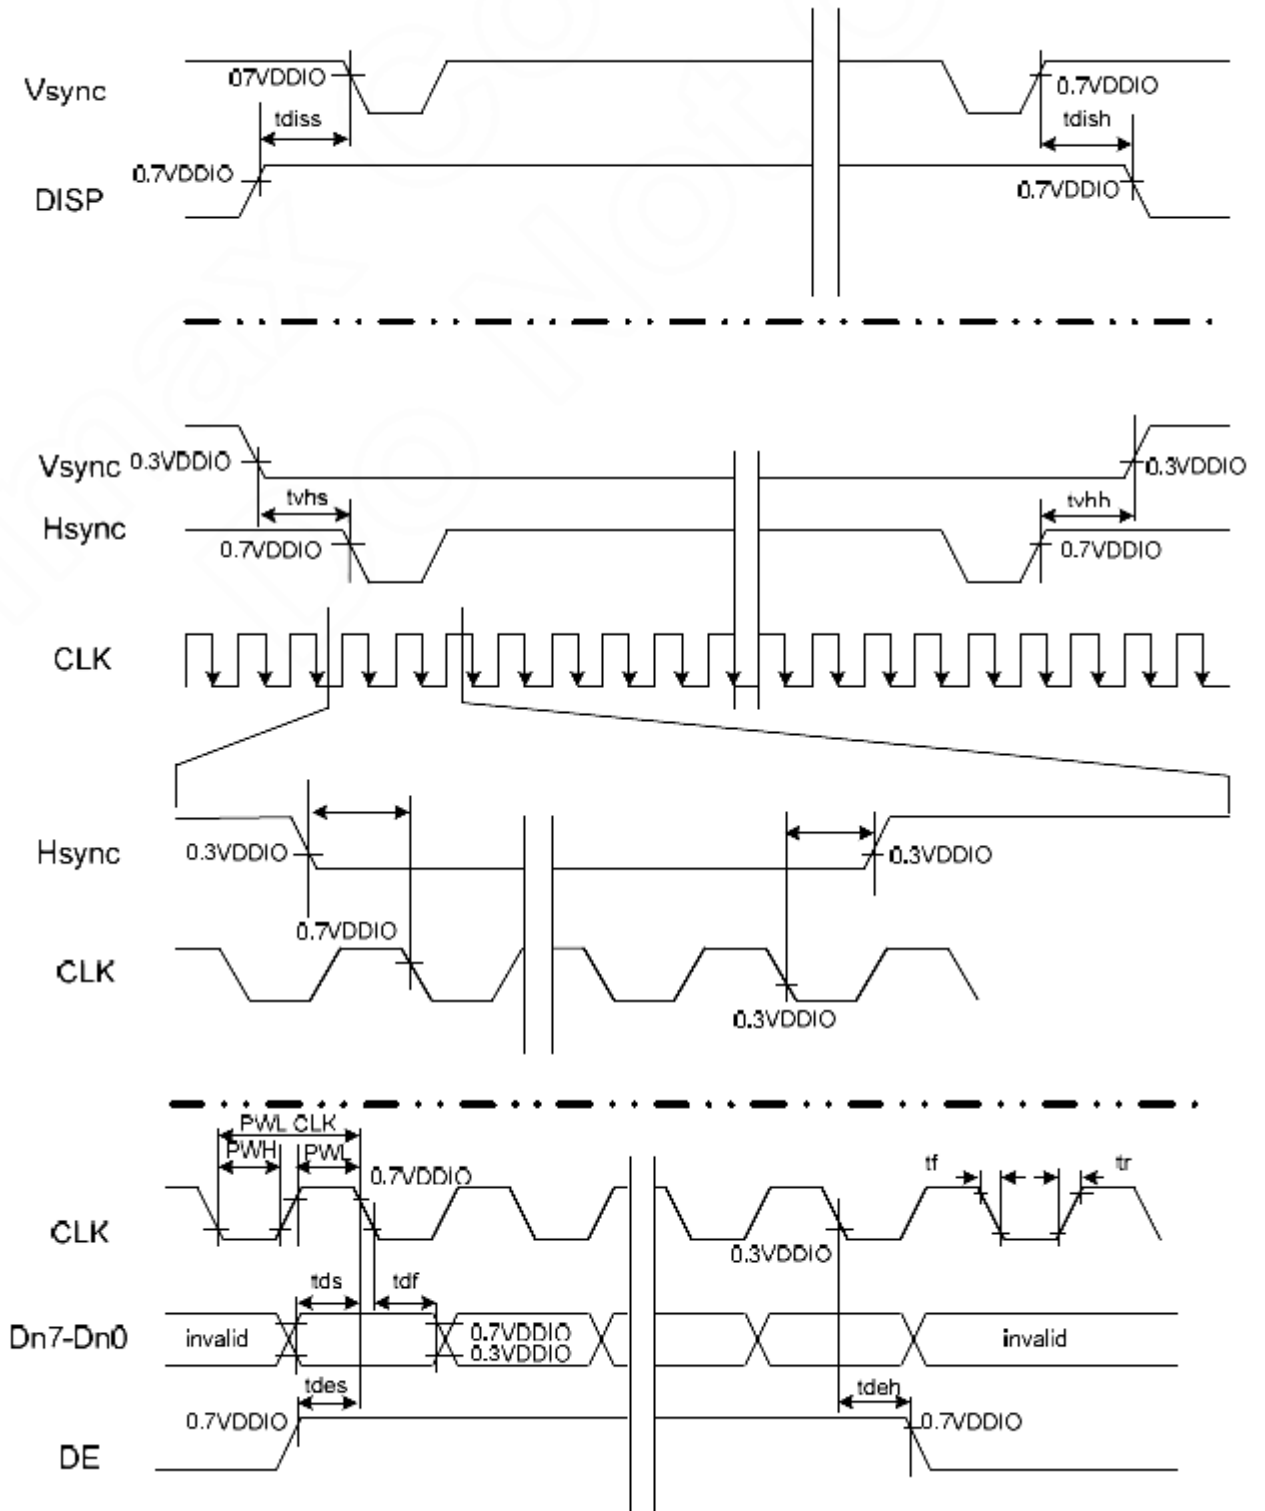 07VDDIO
0.7VDDIO
Vsync
tdiss
tdish
0.7VDDIO
0.7VDDIO
DISP
Vsync
0.3VDDIO
0.3VDDIO
tvhs
tvhh
Hsync
0.7VDDIO
0.7VDDIO
CLK
Hsync
0.3VDDIO
0.3VDDIO
0.7VDDIO
CLK
0.3VDDIO
PWL CLK
PWH
PWL
0.7VDDIO
tf
tr
CLK
0.3VDDIO
tds
tdf
Dn7-Dn0
invalid
0.7VDDIO
0.3VDDIO
invalid
tdes
tdeh
0.7VDDIO
0.7VDDIO
DE